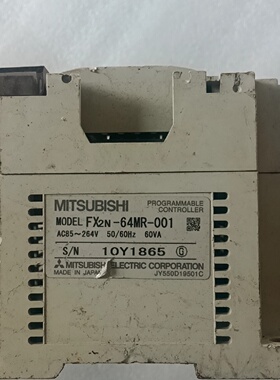 MITSUBISHI
PROGRAMMABLE
CONTROLLER
MODEL FX2N-64MR-001
AC85~264V 50/60Hz 60VA
S/N 10Y1865 G
MITSUBISHI ELECTRIC CORPORATION
MADE IN JAPAN JY550D19501C